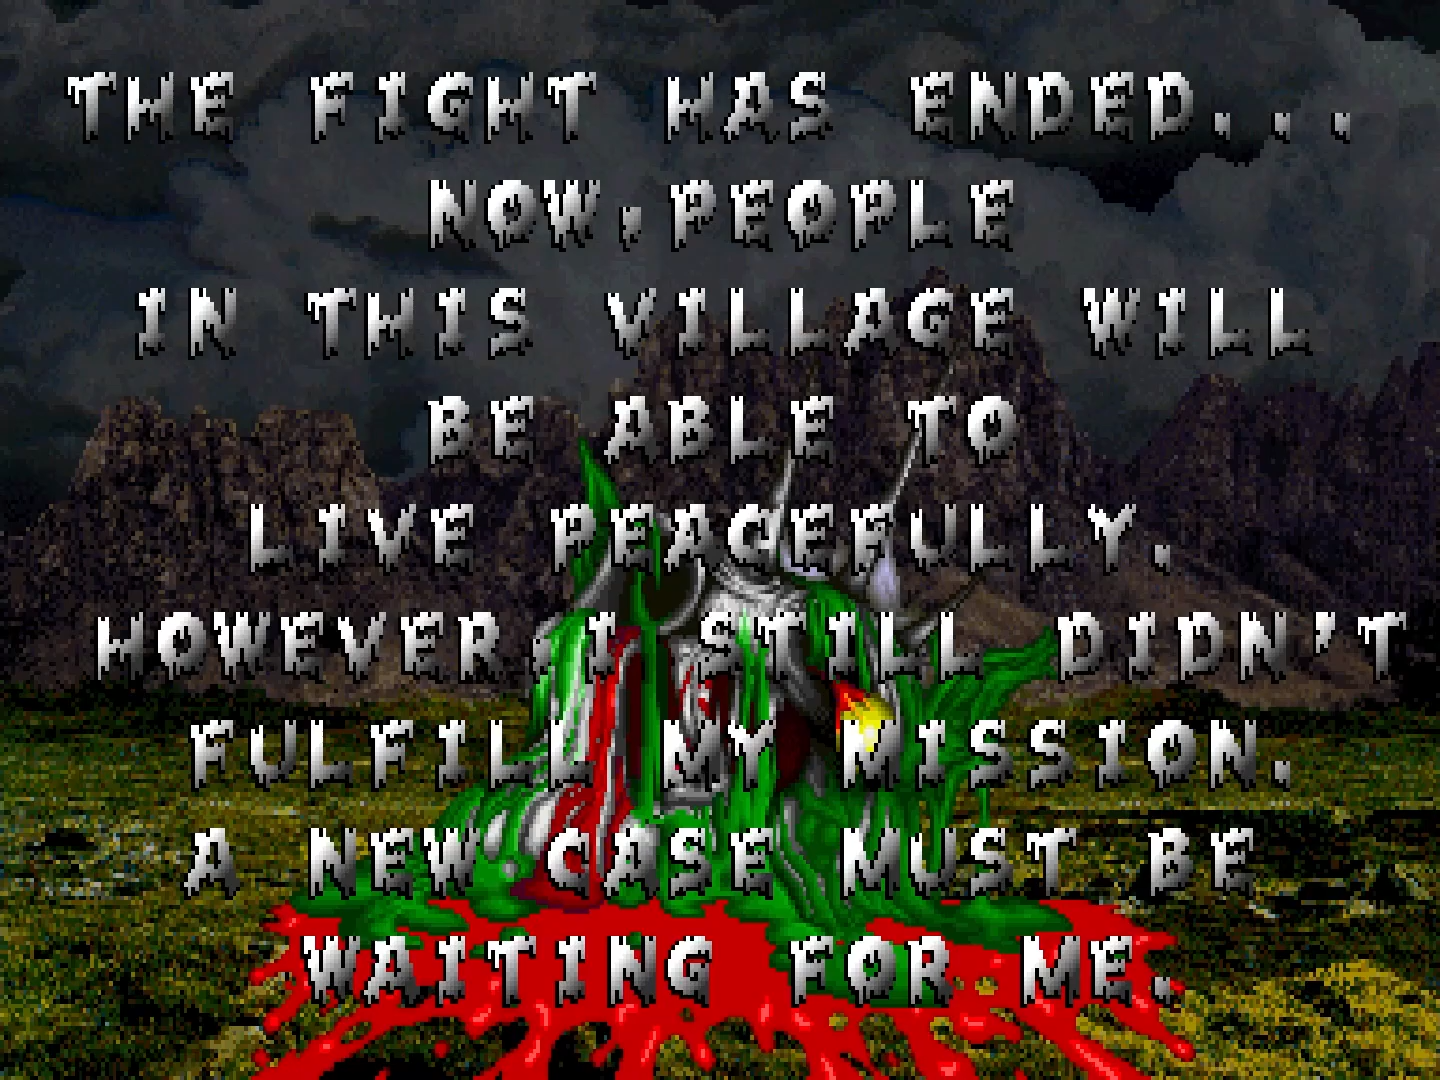 THE FIGHT HAS ENDED...
NOW,PEOPLE
IN THIS VILLAGE WILL
BE ABLE TO
LIVE PEACEFULLY.
HOWEVER,I STILL DIDN'T
FULFILL MY MISSION.
A NEW CASE MUST BE
WAITING FOR ME.